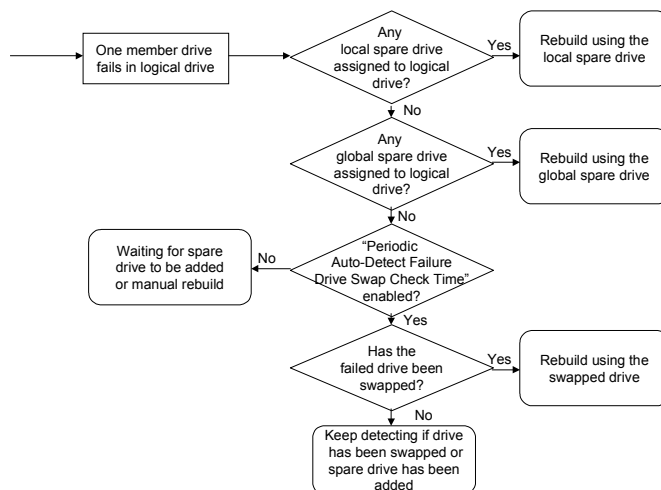 One member drive
fails in logical drive
Any
local spare drive
assigned to logical
drive?
Yes
Rebuild using the
local spare drive
No
Any
global spare drive
assigned to logical
drive?
Yes
Rebuild using the
global spare drive
No
“Periodic
Auto-Detect Failure
Drive Swap Check Time”
enabled?
No
Waiting for spare
drive to be added
or manual rebuild
Yes
Has the
failed drive been
swapped?
Yes
Rebuild using the
swapped drive
No
Keep detecting if drive
has been swapped or
spare drive has been
added